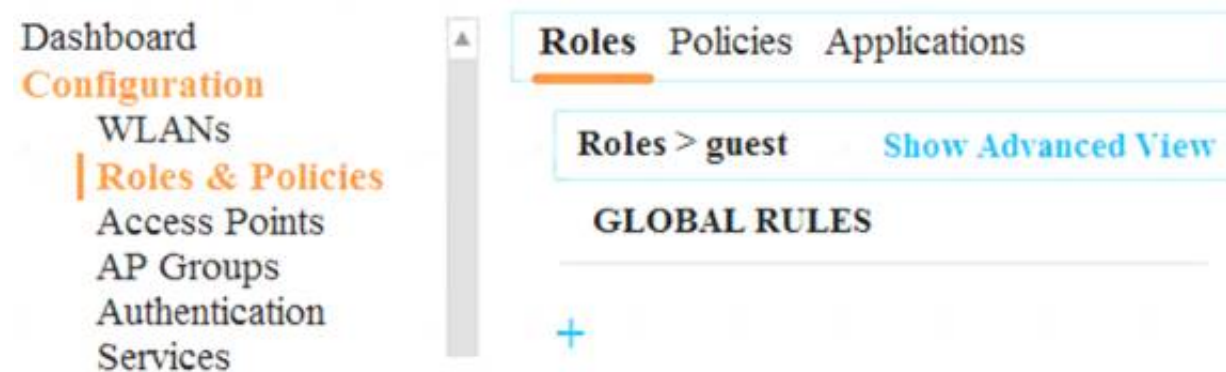 Dashboard
Configuration
WLANs
Roles & Policies
Access Points
AP Groups
Authentication
Services
Roles Policies Applications
Roles > guest Show Advanced View
GLOBAL RULES
+